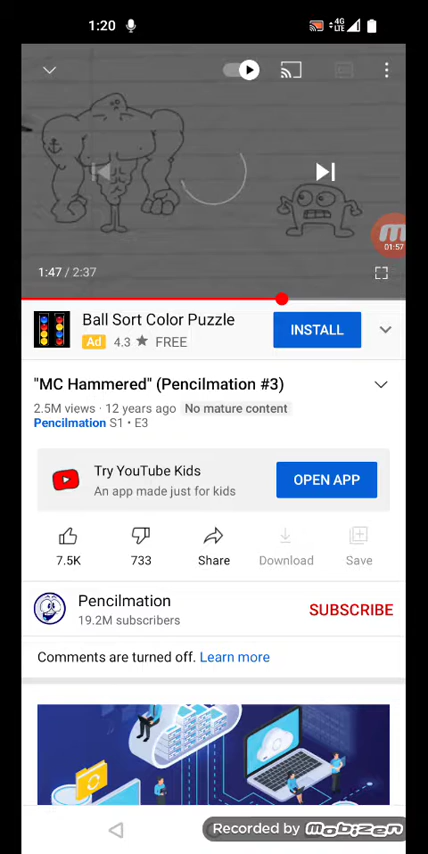 1:20
4G
LTE
1:57
1:47 / 2:37
Ball Sort Color Puzzle
Ad 4.3 ★ FREE
INSTALL
"MC Hammered" (Pencilmation #3)
2.5M views · 12 years ago No mature content
Pencilmation S1 • E3
Try YouTube Kids
An app made just for kids
OPEN APP
7.5K
733
Share
Download
Save
Pencilmation
19.2M subscribers
SUBSCRIBE
Comments are turned off. Learn more
Recorded by mobizen